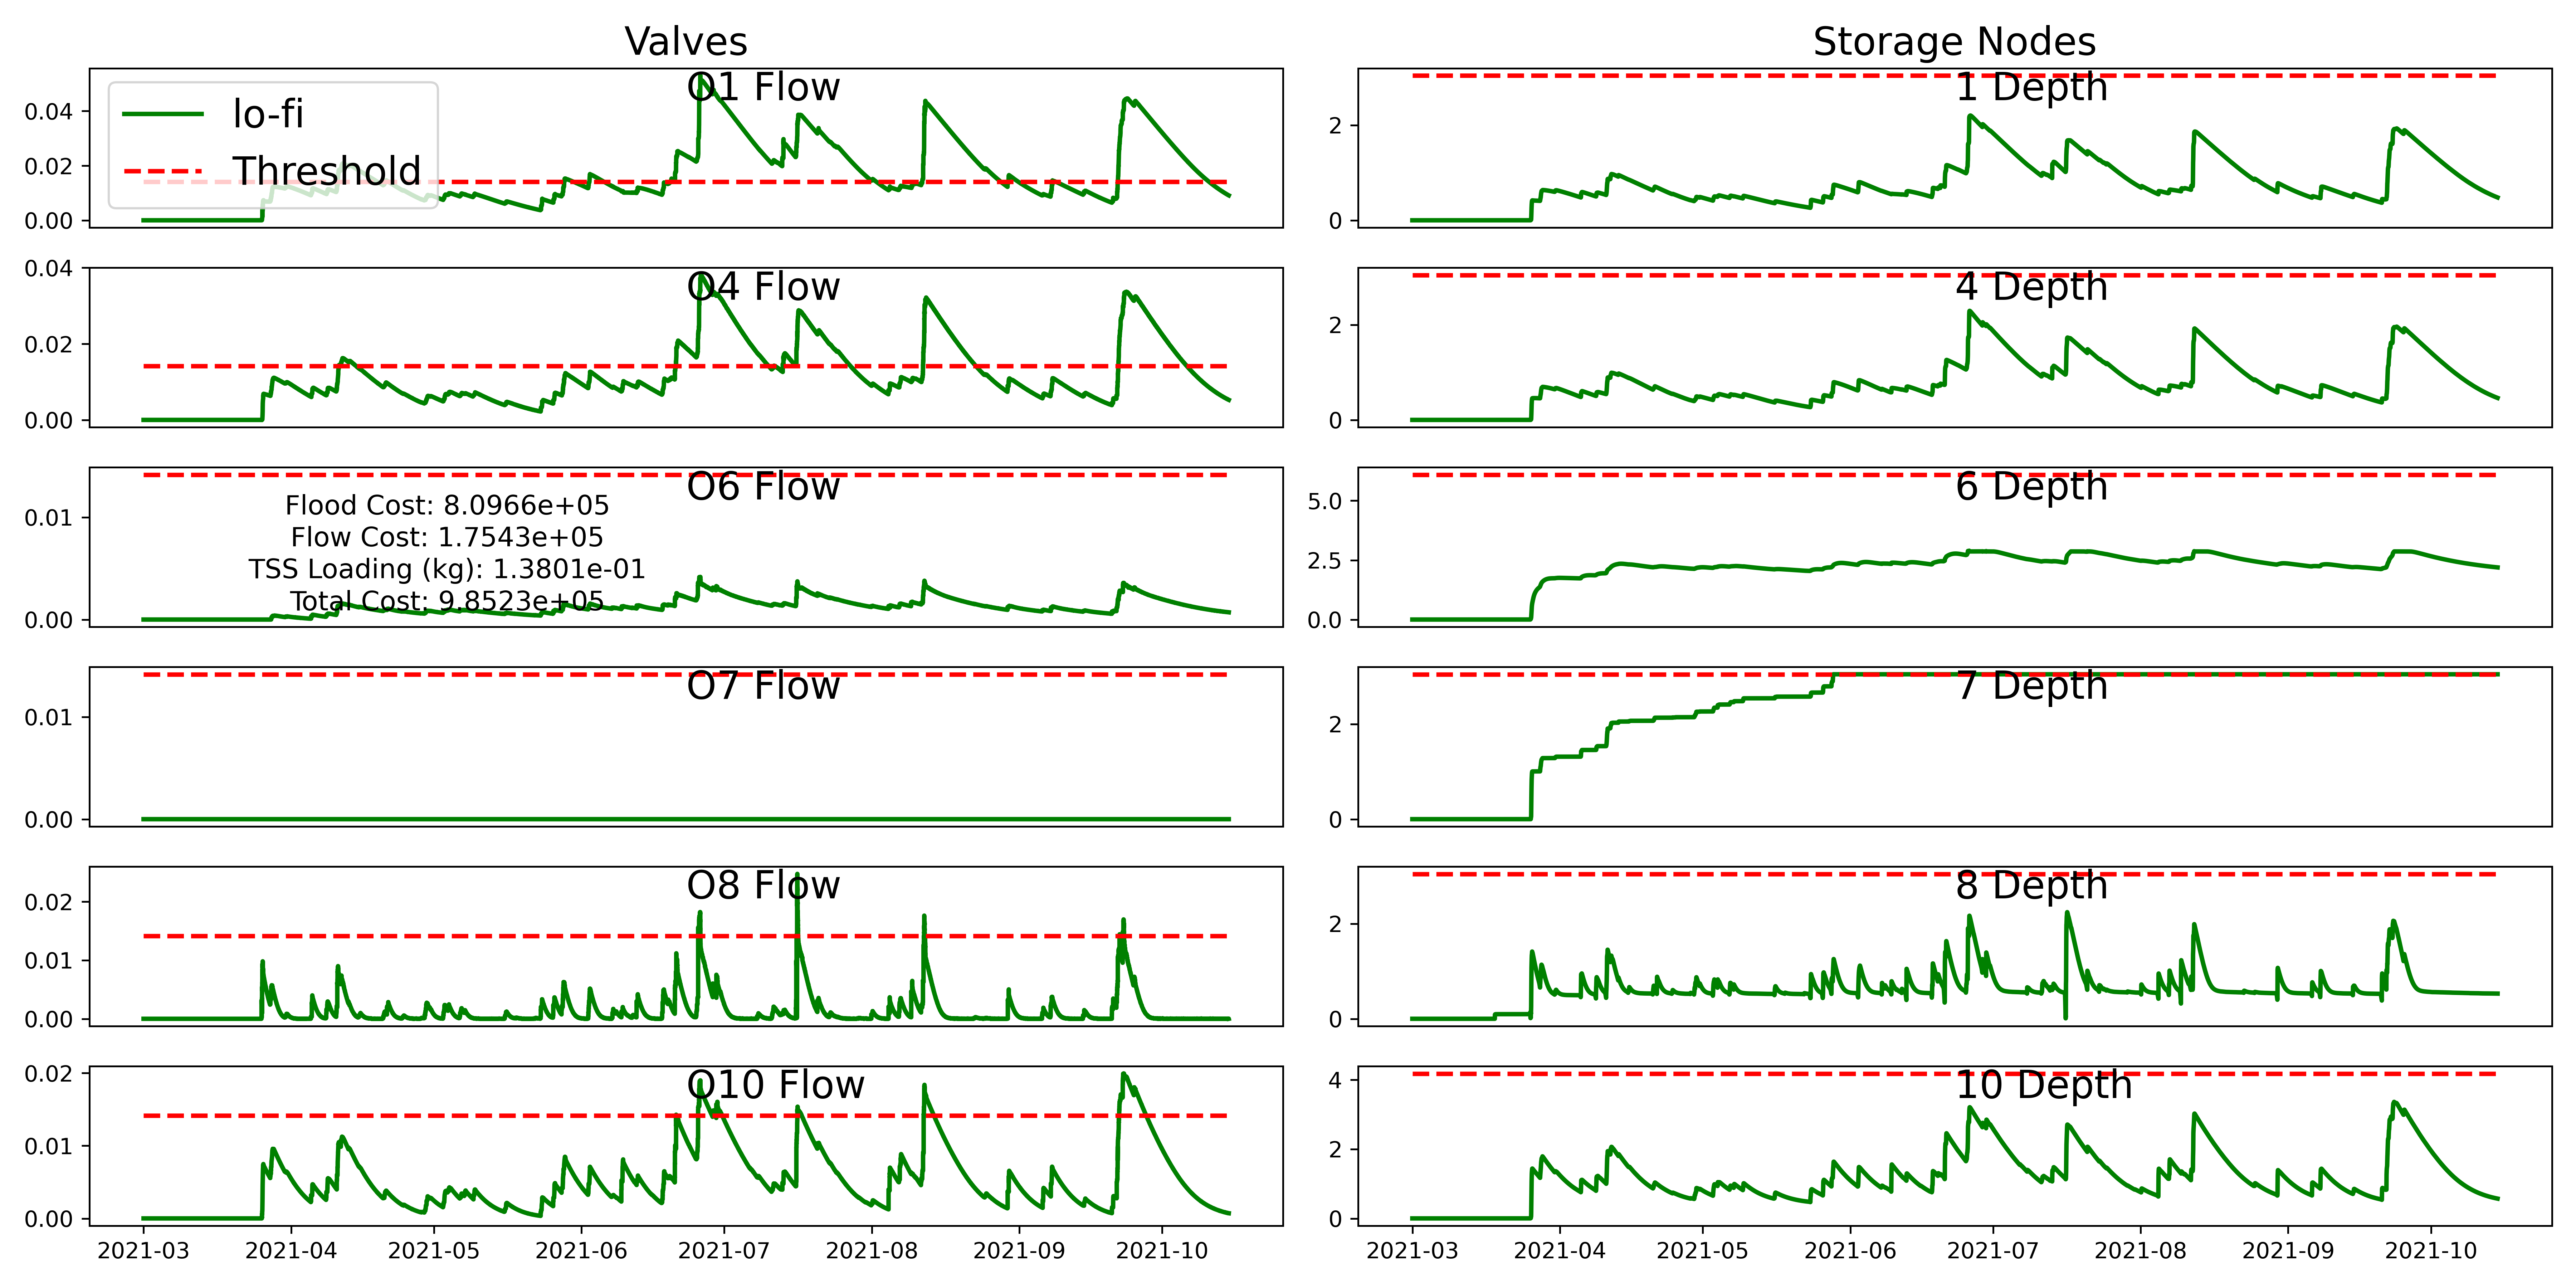 Valves
Storage Nodes
O1 Flow
0.04
0.02
0.00
lo-fi
Threshold
1 Depth
2
0
O4 Flow
0.04
0.02
0.00
4 Depth
2
0
O6 Flow
0.01
0.00
Flood Cost: 8.0966e+05
Flow Cost: 1.7543e+05
TSS Loading (kg): 1.3801e-01
Total Cost: 9.8523e+05
6 Depth
5.0
2.5
0.0
O7 Flow
0.01
0.00
7 Depth
2
0
O8 Flow
0.02
0.01
0.00
8 Depth
2
0
O10 Flow
0.02
0.01
0.00
2021-03 2021-04 2021-05 2021-06 2021-07 2021-08 2021-09 2021-10
10 Depth
4
2
0
2021-03 2021-04 2021-05 2021-06 2021-07 2021-08 2021-09 2021-10